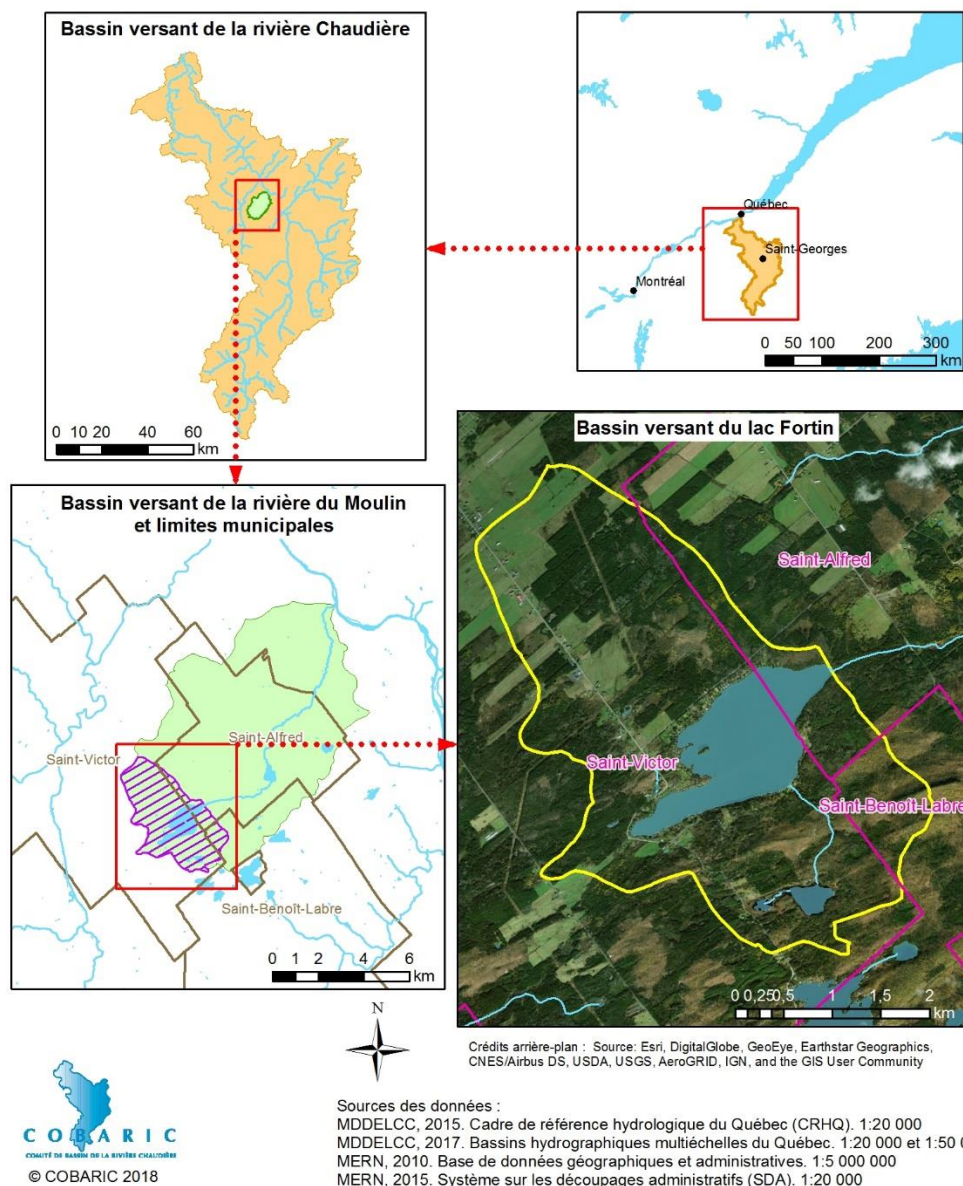 Bassin versant de la rivière Chaudière
0 10 20 40 60
km
Québec
Saint-Georges
Montréal
0 50 100 200 300
km
Bassin versant de la rivière du Moulin
et limites municipales
Saint-Victor
Saint-Alfred
Saint-Benoît-Labre
0 1 2 4 6
km
Bassin versant du lac Fortin
Saint-Alfred
Saint-Victor
Saint-Benoît-Labre
0 0,25 0,5 1 1,5 2
km
N
Crédits arrière-plan : Source: Esri, DigitalGlobe, GeoEye, Earthstar Geographics,
CNES/Airbus DS, USDA, USGS, AeroGRID, IGN, and the GIS User Community
COBARIC
COMITÉ DE BASSIN DE LA RIVIÈRE CHAUDIÈRE
© COBARIC 2018
Sources des données :
MDDELCC, 2015. Cadre de référence hydrologique du Québec (CRHQ). 1:20 000
MDDELCC, 2017. Bassins hydrographiques multiéchelles du Québec. 1:20 000 et 1:50 0
MERN, 2010. Base de données géographiques et administratives. 1:5 000 000
MERN, 2015. Système sur les découpages administratifs (SDA). 1:20 000